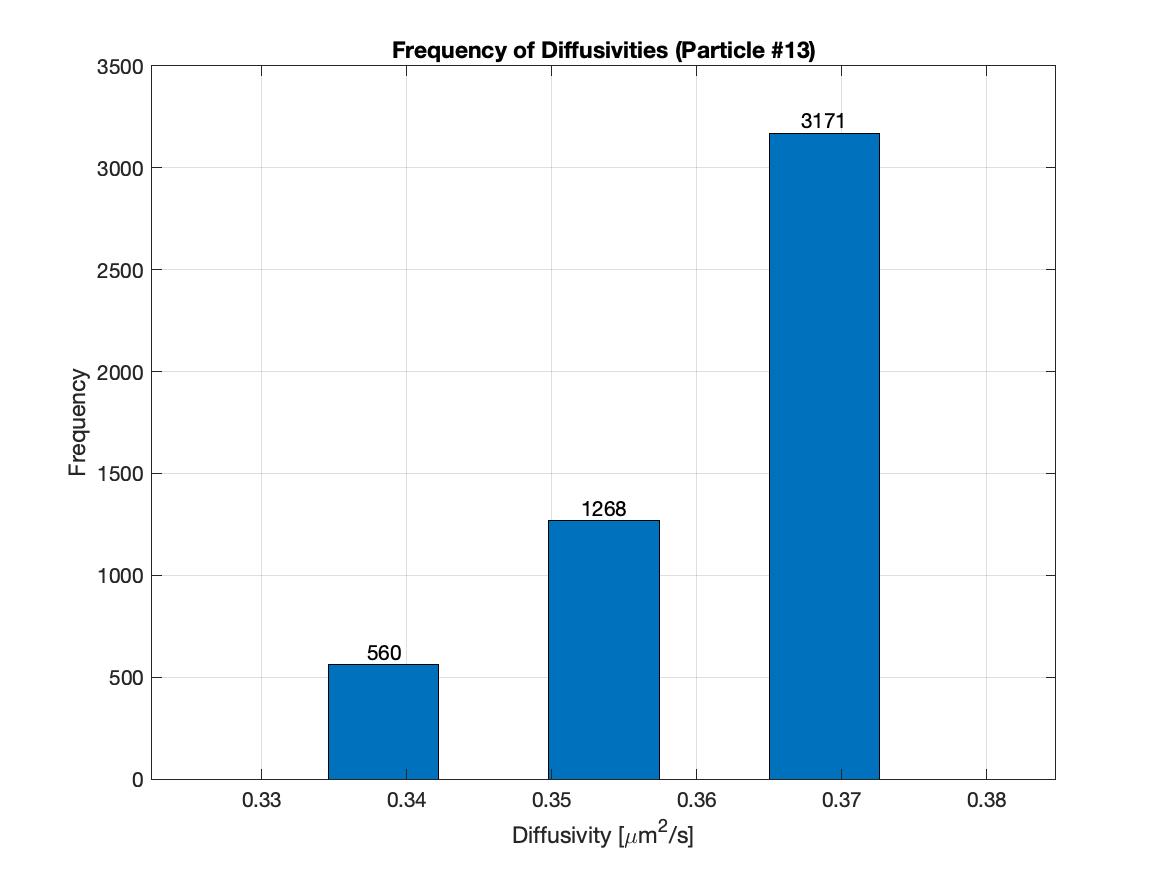 Frequency of Diffusivities (Particle #13)
3500
3000
2500
2000
1500
1000
500
0
Frequency
560
1268
3171
0.33 0.34 0.35 0.36 0.37 0.38
Diffusivity [μm²/s]